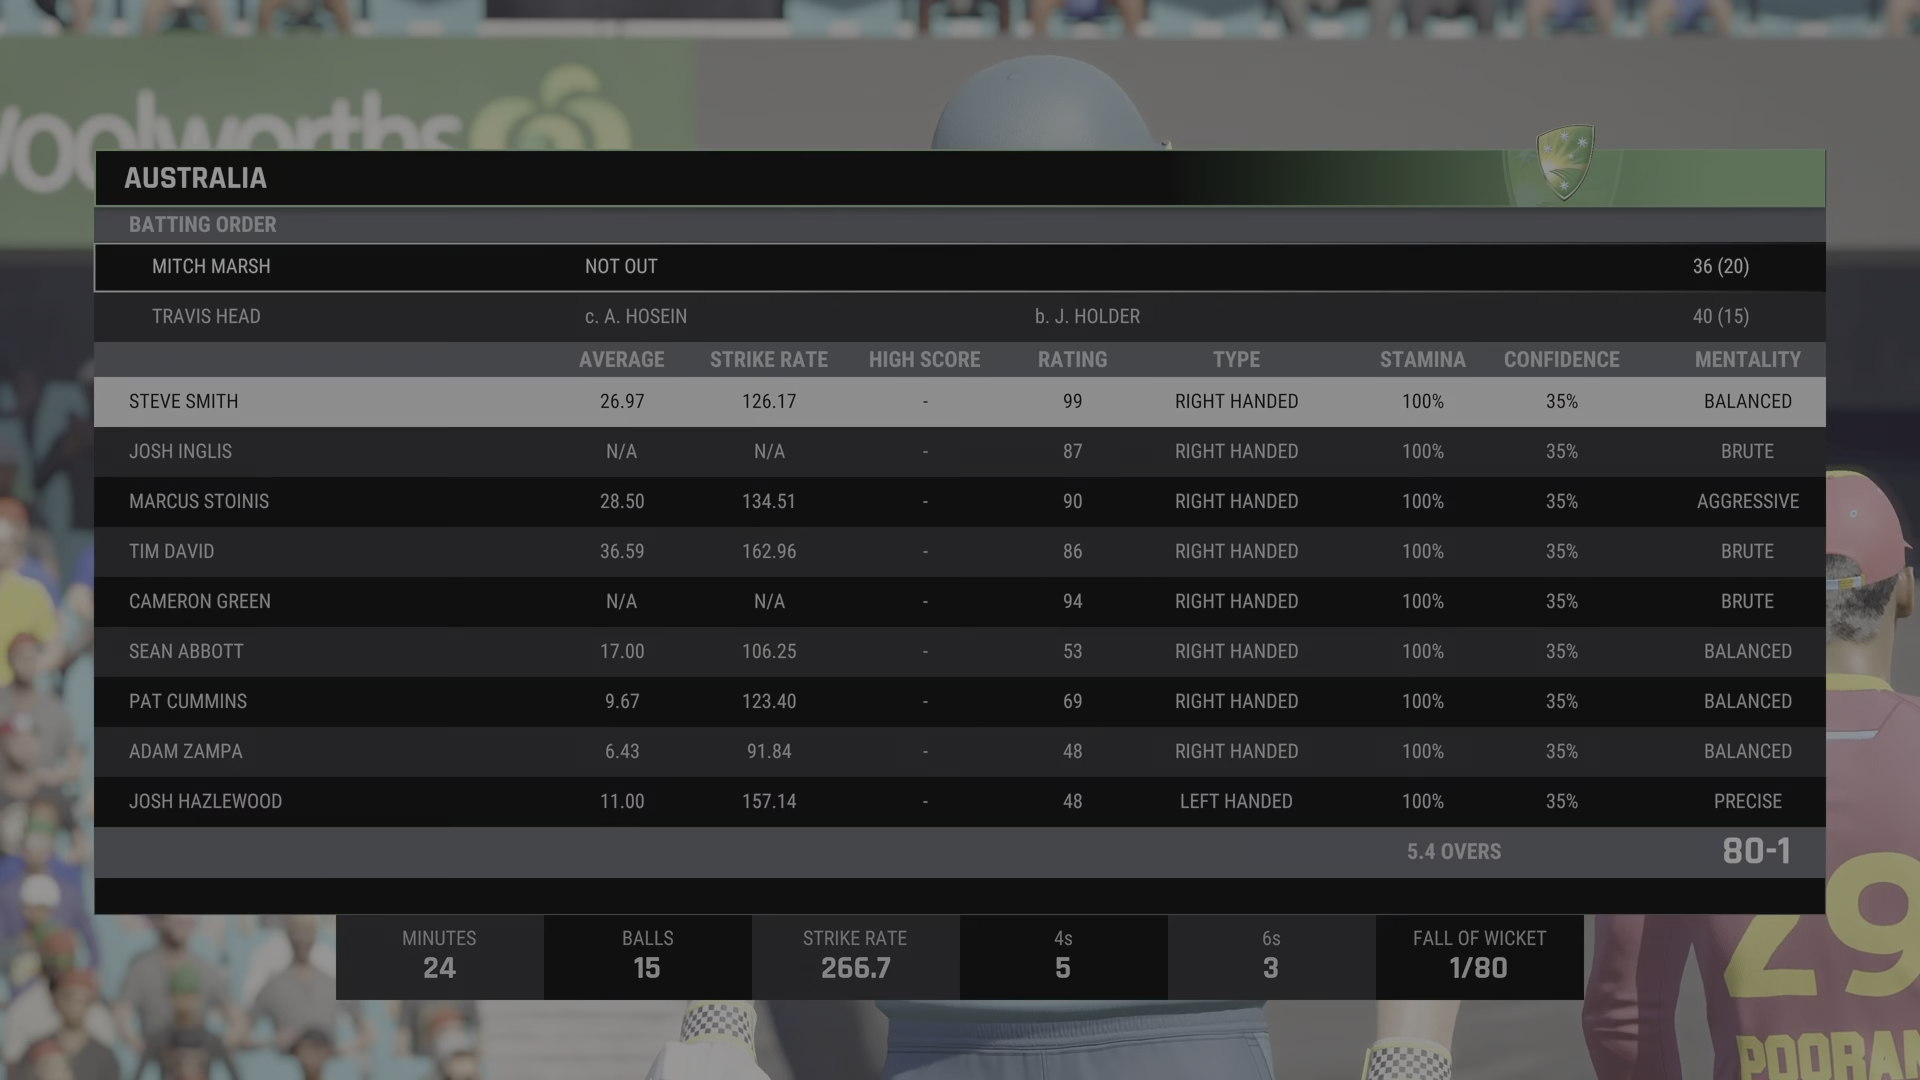 woolworths
AUSTRALIA
BATTING ORDER
MITCH MARSH NOT OUT 36 (20)
TRAVIS HEAD c. A. HOSEIN b. J. HOLDER 40 (15)
AVERAGE STRIKE RATE HIGH SCORE RATING TYPE STAMINA CONFIDENCE MENTALITY
STEVE SMITH 26.97 126.17 - 99 RIGHT HANDED 100% 35% BALANCED
JOSH INGLIS N/A N/A - 87 RIGHT HANDED 100% 35% BRUTE
MARCUS STOINIS 28.50 134.51 - 90 RIGHT HANDED 100% 35% AGGRESSIVE
TIM DAVID 36.59 162.96 - 86 RIGHT HANDED 100% 35% BRUTE
CAMERON GREEN N/A N/A - 94 RIGHT HANDED 100% 35% BRUTE
SEAN ABBOTT 17.00 106.25 - 53 RIGHT HANDED 100% 35% BALANCED
PAT CUMMINS 9.67 123.40 - 69 RIGHT HANDED 100% 35% BALANCED
ADAM ZAMPA 6.43 91.84 - 48 RIGHT HANDED 100% 35% BALANCED
JOSH HAZLEWOOD 11.00 157.14 - 48 LEFT HANDED 100% 35% PRECISE
5.4 OVERS 80-1
MINUTES BALLS STRIKE RATE 4s 6s FALL OF WICKET
24 15 266.7 5 3 1/80
29
POORAN